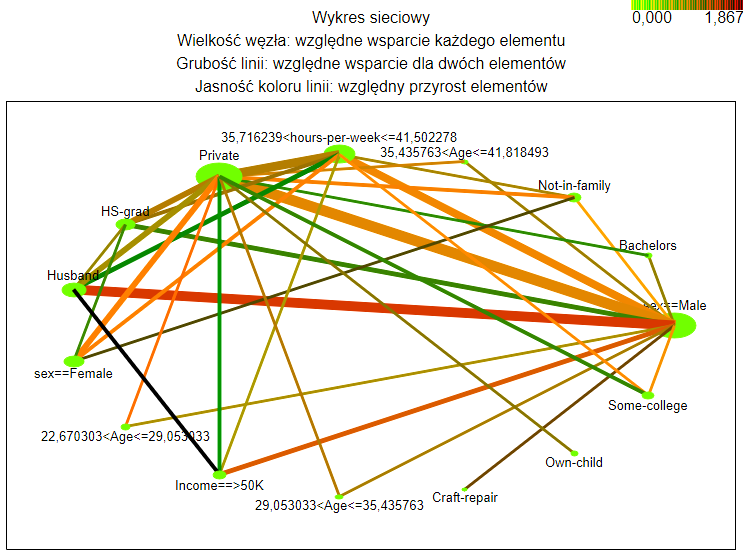 0,000 1,867
Wykres sieciowy
Wielkość węzła: względne wsparcie każdego elementu
Grubość linii: względne wsparcie dla dwóch elementów
Jasność koloru linii: względny przyrost elementów
35,716239<hours-per-week<=41,502278
35,435763<Age<=41,818493
Private
Not-in-family
HS-grad
Bachelors
Husband
sex==Male
sex==Female
Some-college
22,670303<Age<=29,053033
Own-child
Income==>50K
Craft-repair
29,053033<Age<=35,435763